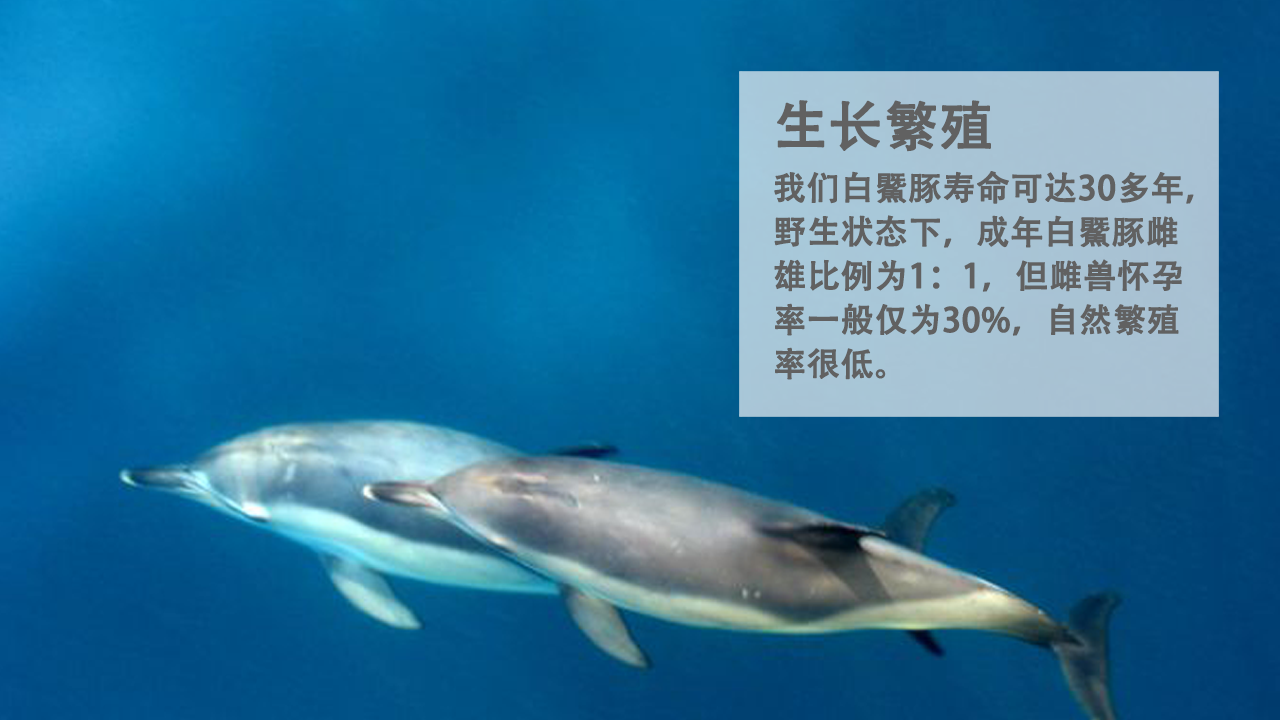 生长繁殖
我们白鱀豚寿命可达30多年,
野生状态下，成年白鱀豚雌
雄比例为1：1，但雌兽怀孕
率一般仅为30%，自然繁殖
率很低。